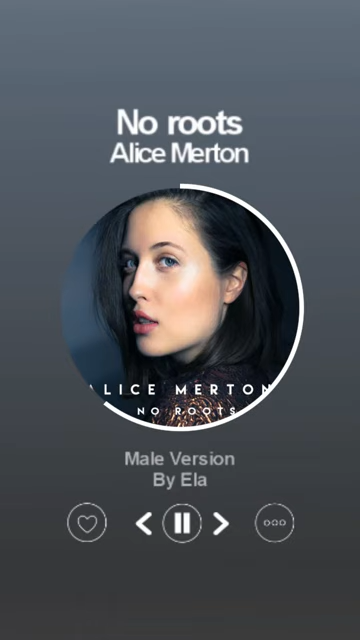 No roots
Alice Merton
ALICE MERTON
NO ROOTS
Male Version
By Ela